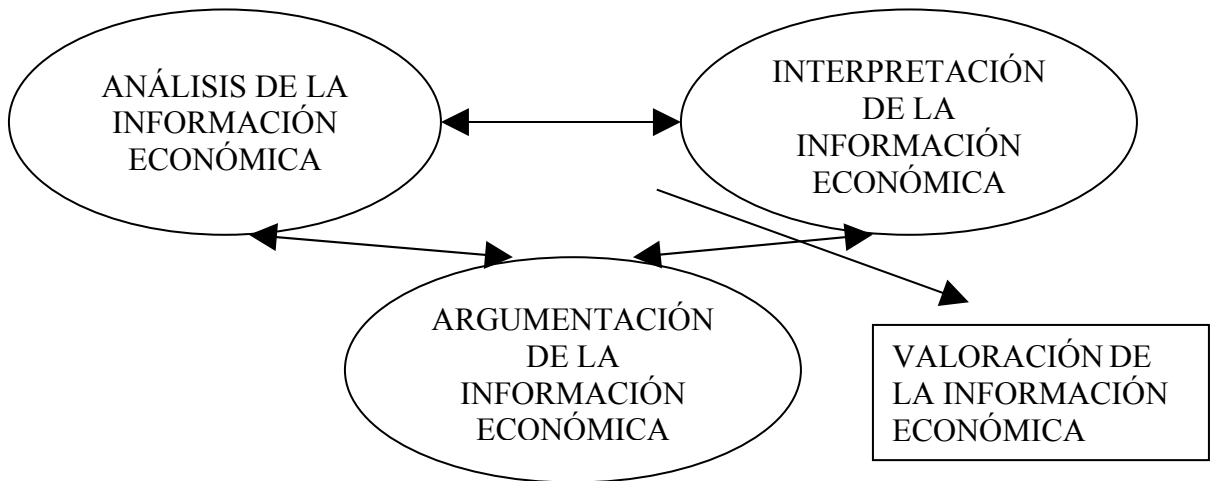 ANÁLISIS DE LA
INFORMACIÓN
ECONÓMICA
INTERPRETACIÓN
DE LA
INFORMACIÓN
ECONÓMICA
ARGUMENTACIÓN
DE LA
INFORMACIÓN
ECONÓMICA
VALORACIÓN DE
LA INFORMACIÓN
ECONÓMICA